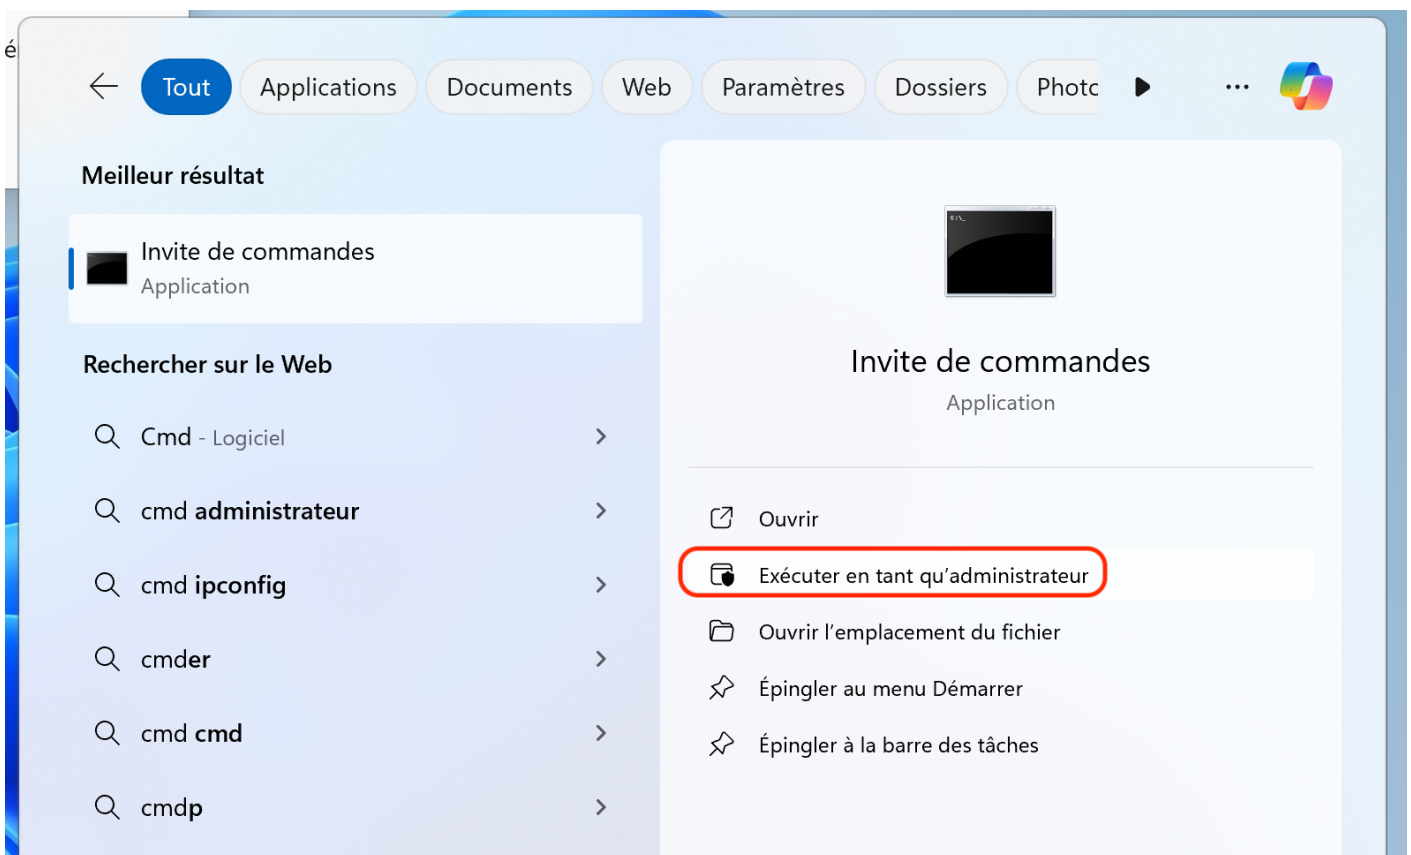 é
Tout
Applications
Documents
Web
Paramètres
Dossiers
Photo
Meilleur résultat
Invite de commandes
Application
Rechercher sur le Web
Cmd - Logiciel
cmd administrateur
cmd ipconfig
cmder
cmd cmd
cmdp
Invite de commandes
Application
Ouvrir
Exécuter en tant qu'administrateur
Ouvrir l'emplacement du fichier
Épingler au menu Démarrer
Épingler à la barre des tâches